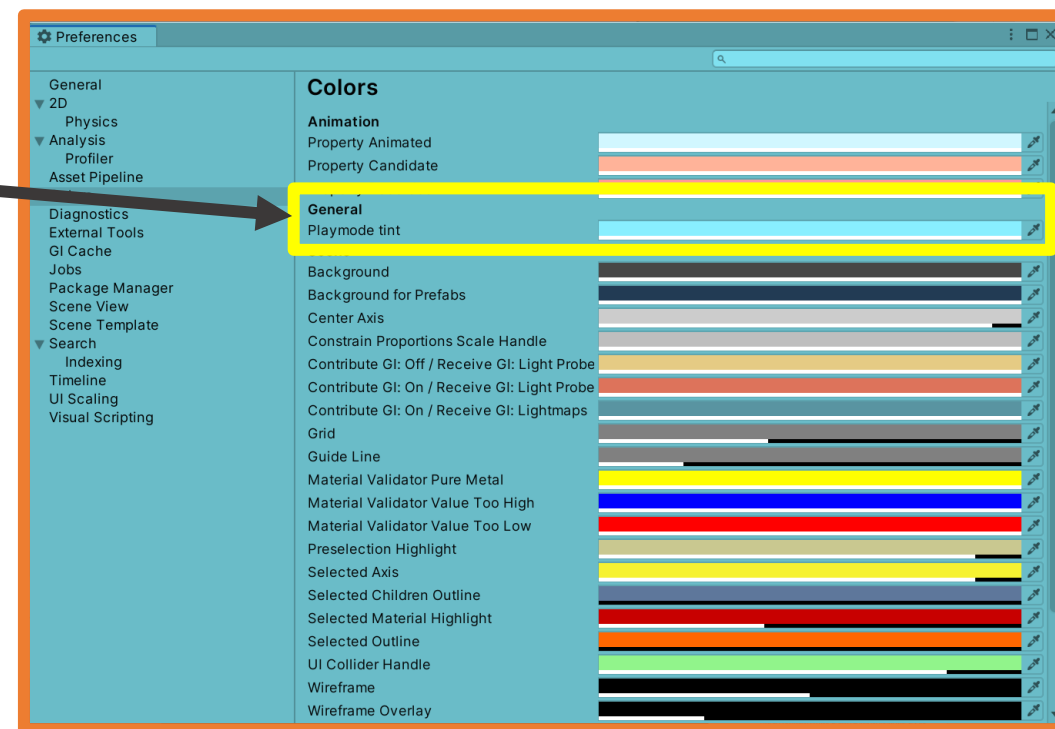 Preferences
General
2D
Physics
Analysis
Profiler
Asset Pipeline
Diagnostics
External Tools
GI Cache
Jobs
Package Manager
Scene View
Scene Template
Search
Indexing
Timeline
UI Scaling
Visual Scripting
Colors
Animation
Property Animated
Property Candidate
General
Playmode tint
Background
Background for Prefabs
Center Axis
Constrain Proportions Scale Handle
Contribute GI: Off / Receive GI: Light Probe
Contribute GI: On / Receive GI: Light Probe
Contribute GI: On / Receive GI: Lightmaps
Grid
Guide Line
Material Validator Pure Metal
Material Validator Value Too High
Material Validator Value Too Low
Preselection Highlight
Selected Axis
Selected Children Outline
Selected Material Highlight
Selected Outline
UI Collider Handle
Wireframe
Wireframe Overlay